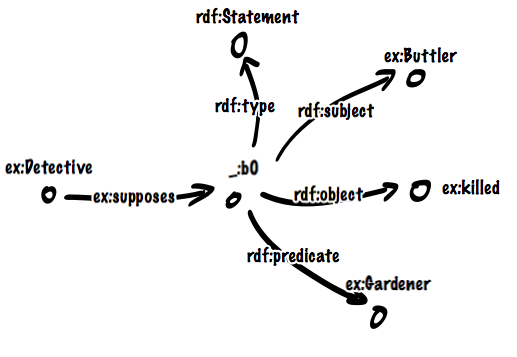 rdf:Statement
ex:Buttler
rdf:type
rdf:subject
ex:Detective
_:b0
ex:supposes
rdf:object
ex:killed
rdf:predicate
ex:Gardener